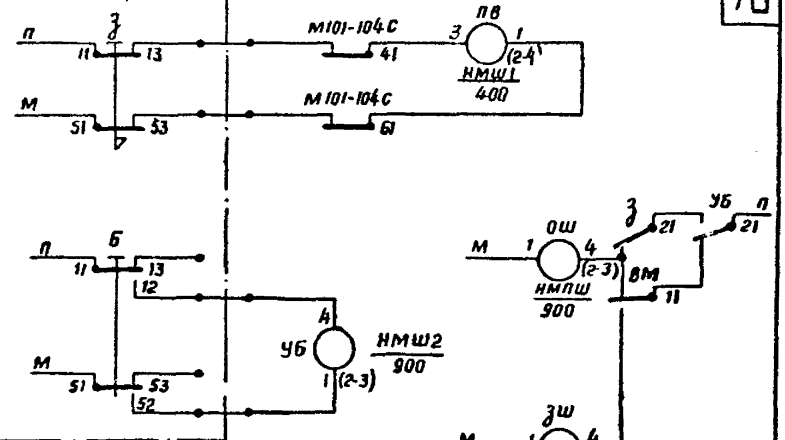 П
З
11
13
М101-104С
41
ПВ
3
1
(2-4)
НМШ1
400
М
51
53
М101-104С
61
П
Б
11
13
12
4
УБ
НМШ2
900
М
51
53
1 (2-3)
52
М
1
ОШ
4
(2-3)
НМПШ
900
З
21
УБ
П
21
ВМ
11
ЗШ
М
1
4